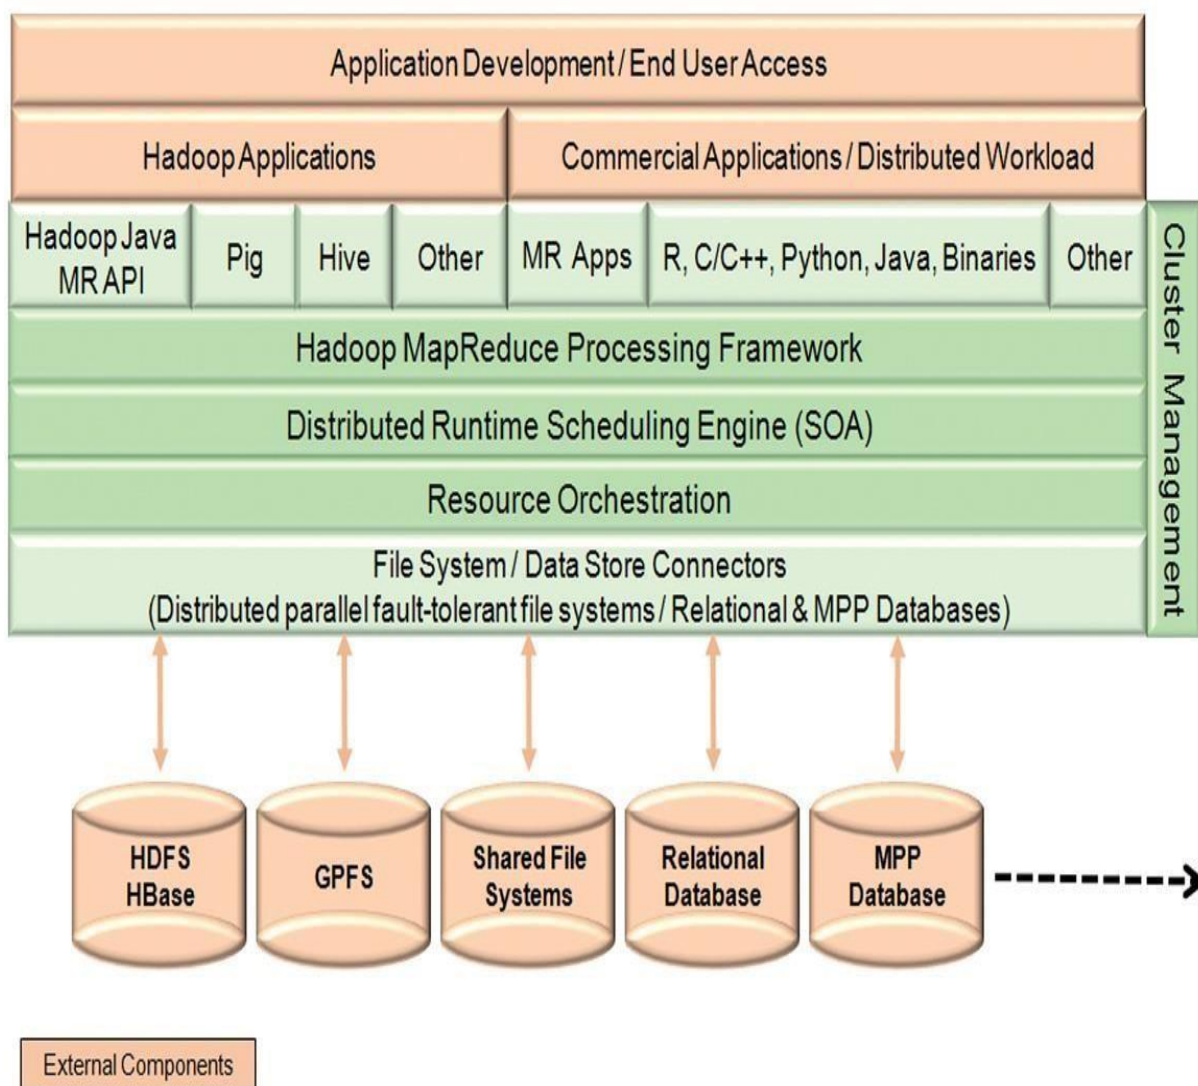 Application Development / End User Access
Hadoop Applications
Commercial Applications / Distributed Workload
Hadoop Java
MR API
Pig
Hive
Other
MR Apps
R, C/C++, Python, Java, Binaries
Other
Cluster Management
Hadoop MapReduce Processing Framework
Distributed Runtime Scheduling Engine (SOA)
Resource Orchestration
File System / Data Store Connectors
(Distributed parallel fault-tolerant file systems / Relational & MPP Databases)
HDFS
HBase
GPFS
Shared File
Systems
Relational
Database
MPP
Database
External Components